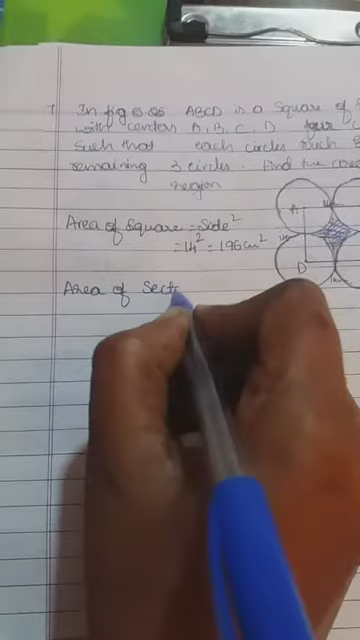 7. In fig ABCD is a square of
with centers A, B, C, D four
Such that each circles touch
remaining 3 circles. Find the
region
Area of Square = Side²
= 14² = 196 cm²
Area of Sect
A
D